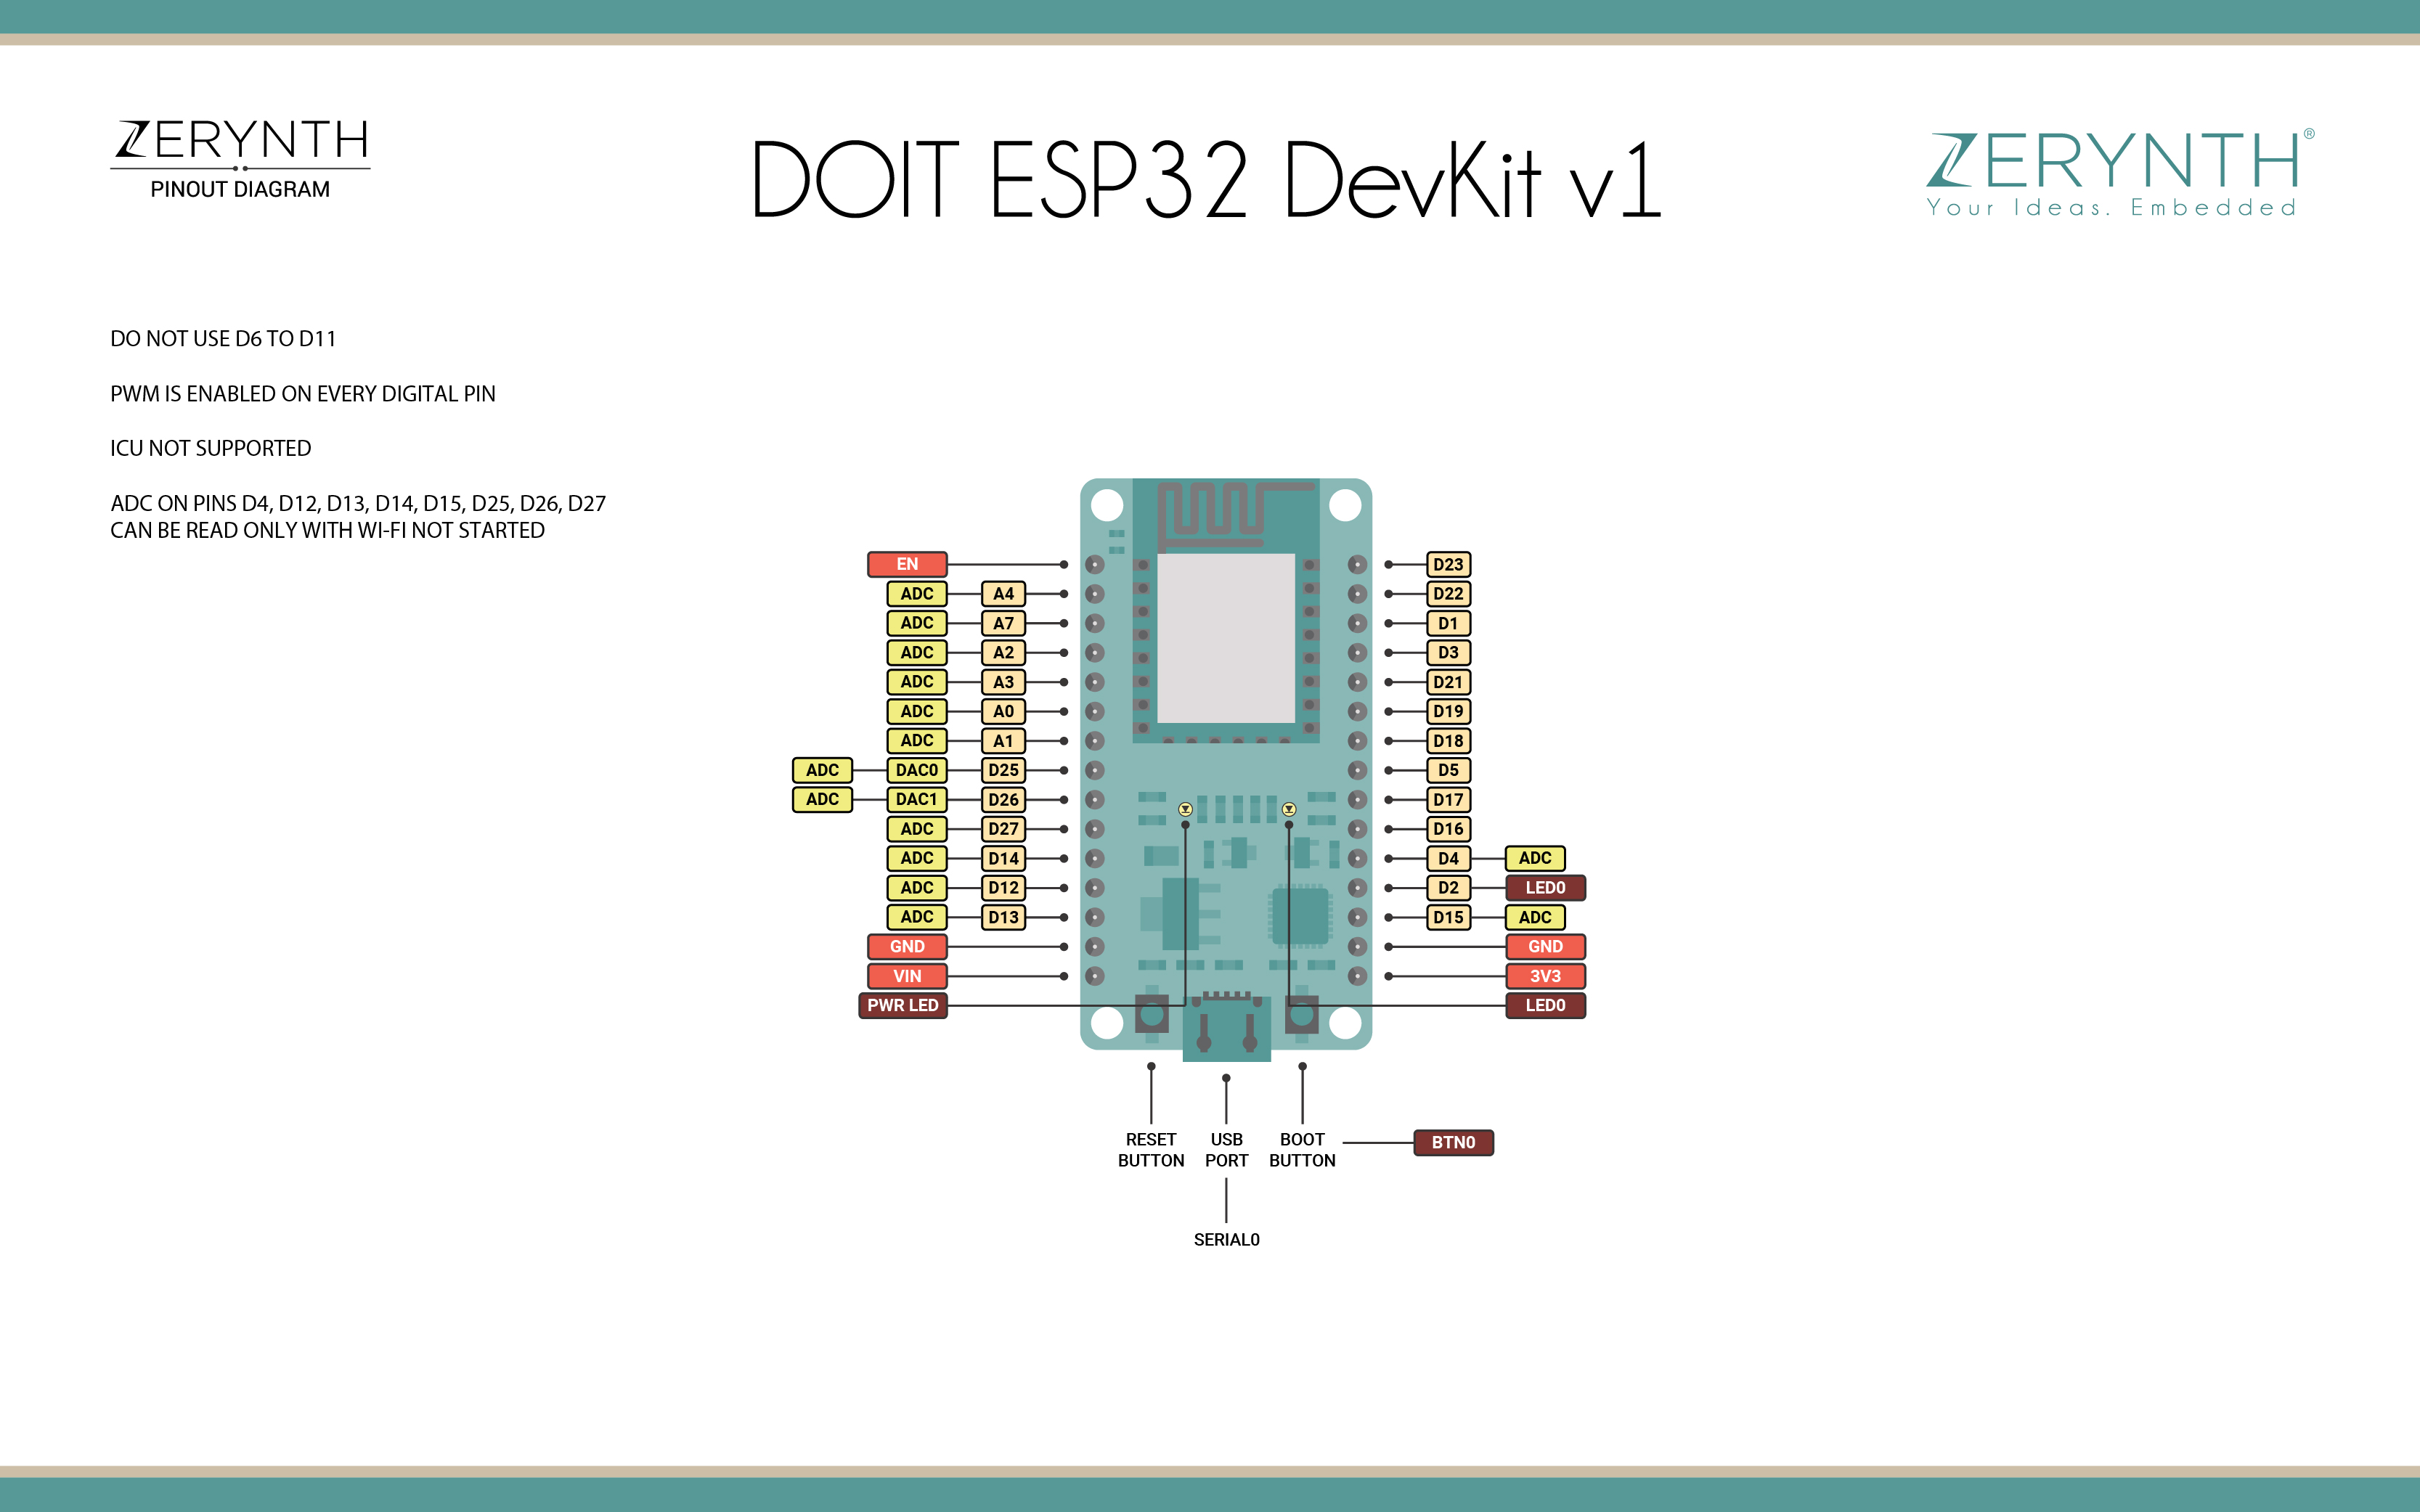 ZERYNTH
PINOUT DIAGRAM
DOIT ESP32 DevKit v1
ZERYNTH®
Your Ideas. Embedded
DO NOT USE D6 TO D11
PWM IS ENABLED ON EVERY DIGITAL PIN
ICU NOT SUPPORTED
ADC ON PINS D4, D12, D13, D14, D15, D25, D26, D27
CAN BE READ ONLY WITH WI-FI NOT STARTED
EN D23
ADC A4 D22
ADC A7 D1
ADC A2 D3
ADC A3 D21
ADC A0 D19
ADC A1 D18
ADC DAC0 D25 D5
ADC DAC1 D26 D17
ADC D27 D16
ADC D14 D4 ADC
ADC D12 D2 LED0
ADC D13 D15 ADC
GND GND
VIN 3V3
PWR LED LED0
RESET BUTTON
USB PORT
BOOT BUTTON
BTN0
SERIAL0